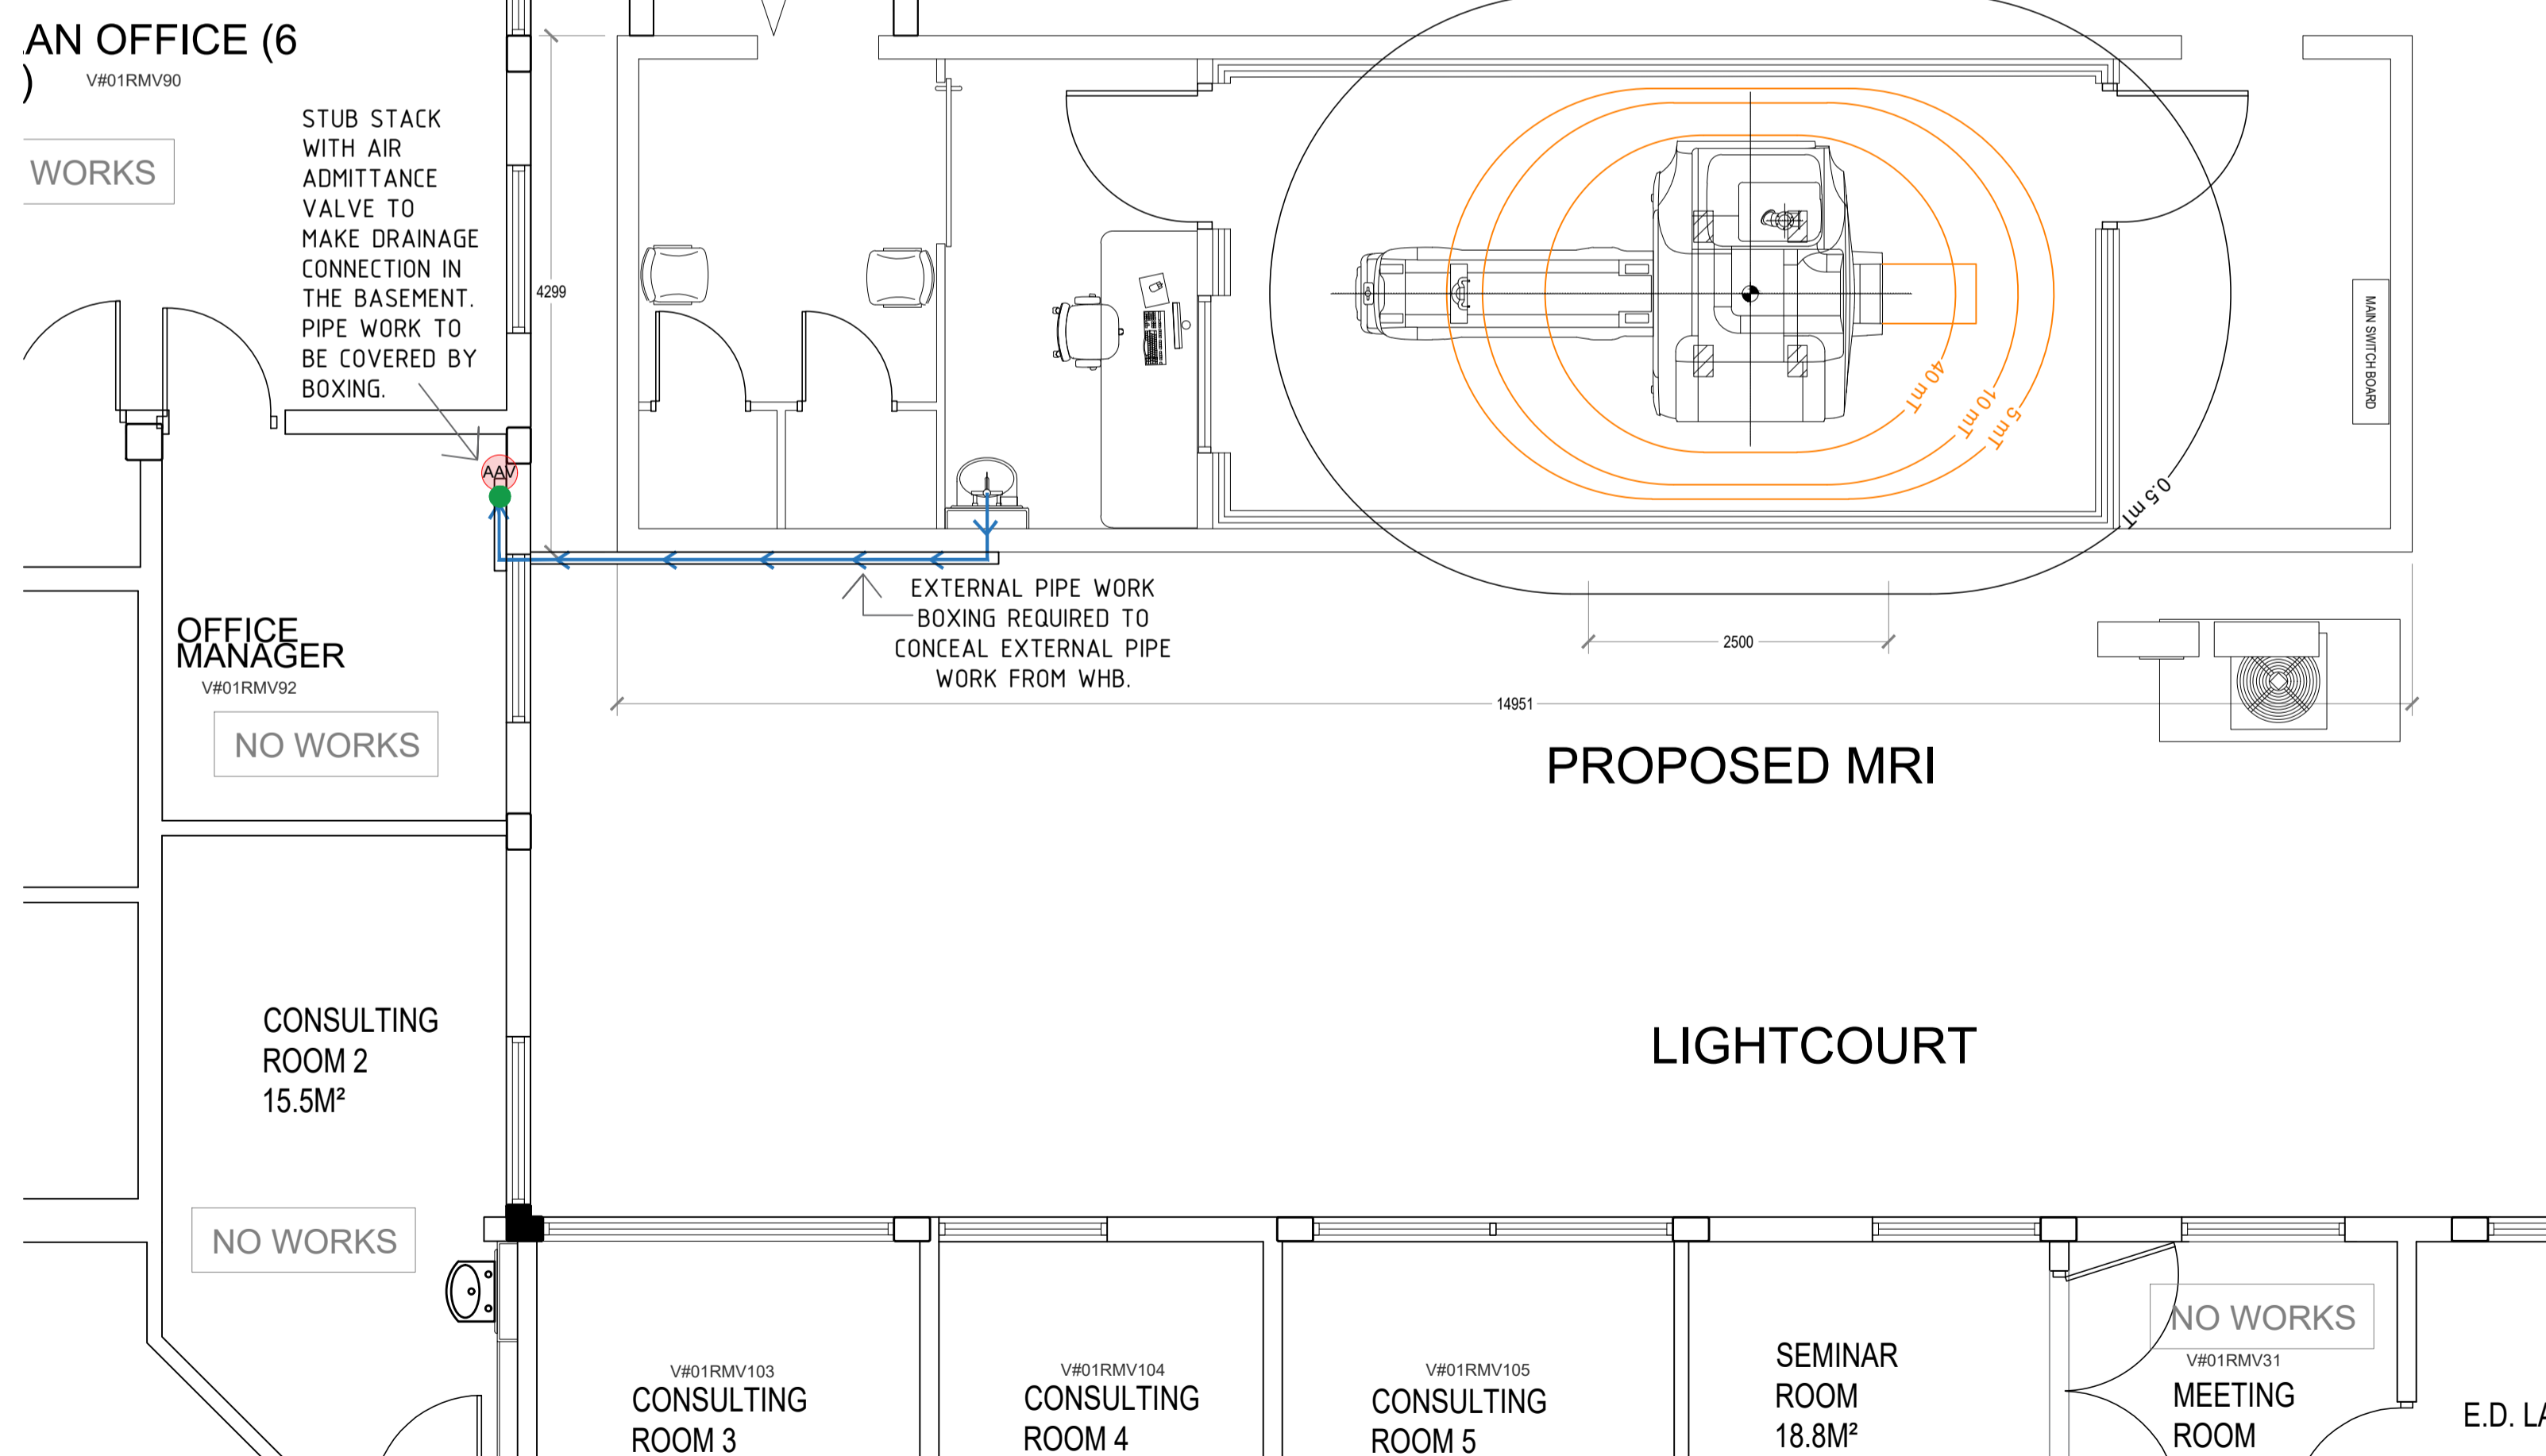 AN OFFICE (6
)
V#01RMV90
WORKS
STUB STACK
WITH AIR
ADMITTANCE
VALVE TO
MAKE DRAINAGE
CONNECTION IN
THE BASEMENT.
PIPE WORK TO
BE COVERED BY
BOXING.
4299
AAV
40 mT
10 mT
5 mT
0.5 mT
MAIN SWITCH BOARD
EXTERNAL PIPE WORK
BOXING REQUIRED TO
CONCEAL EXTERNAL PIPE
WORK FROM WHB.
2500
14951
OFFICE
MANAGER
V#01RMV92
NO WORKS
PROPOSED MRI
CONSULTING
ROOM 2
15.5M²
LIGHTCOURT
NO WORKS
V#01RMV103
CONSULTING
ROOM 3
V#01RMV104
CONSULTING
ROOM 4
V#01RMV105
CONSULTING
ROOM 5
SEMINAR
ROOM
18.8M²
NO WORKS
V#01RMV31
MEETING
ROOM
E.D. LA